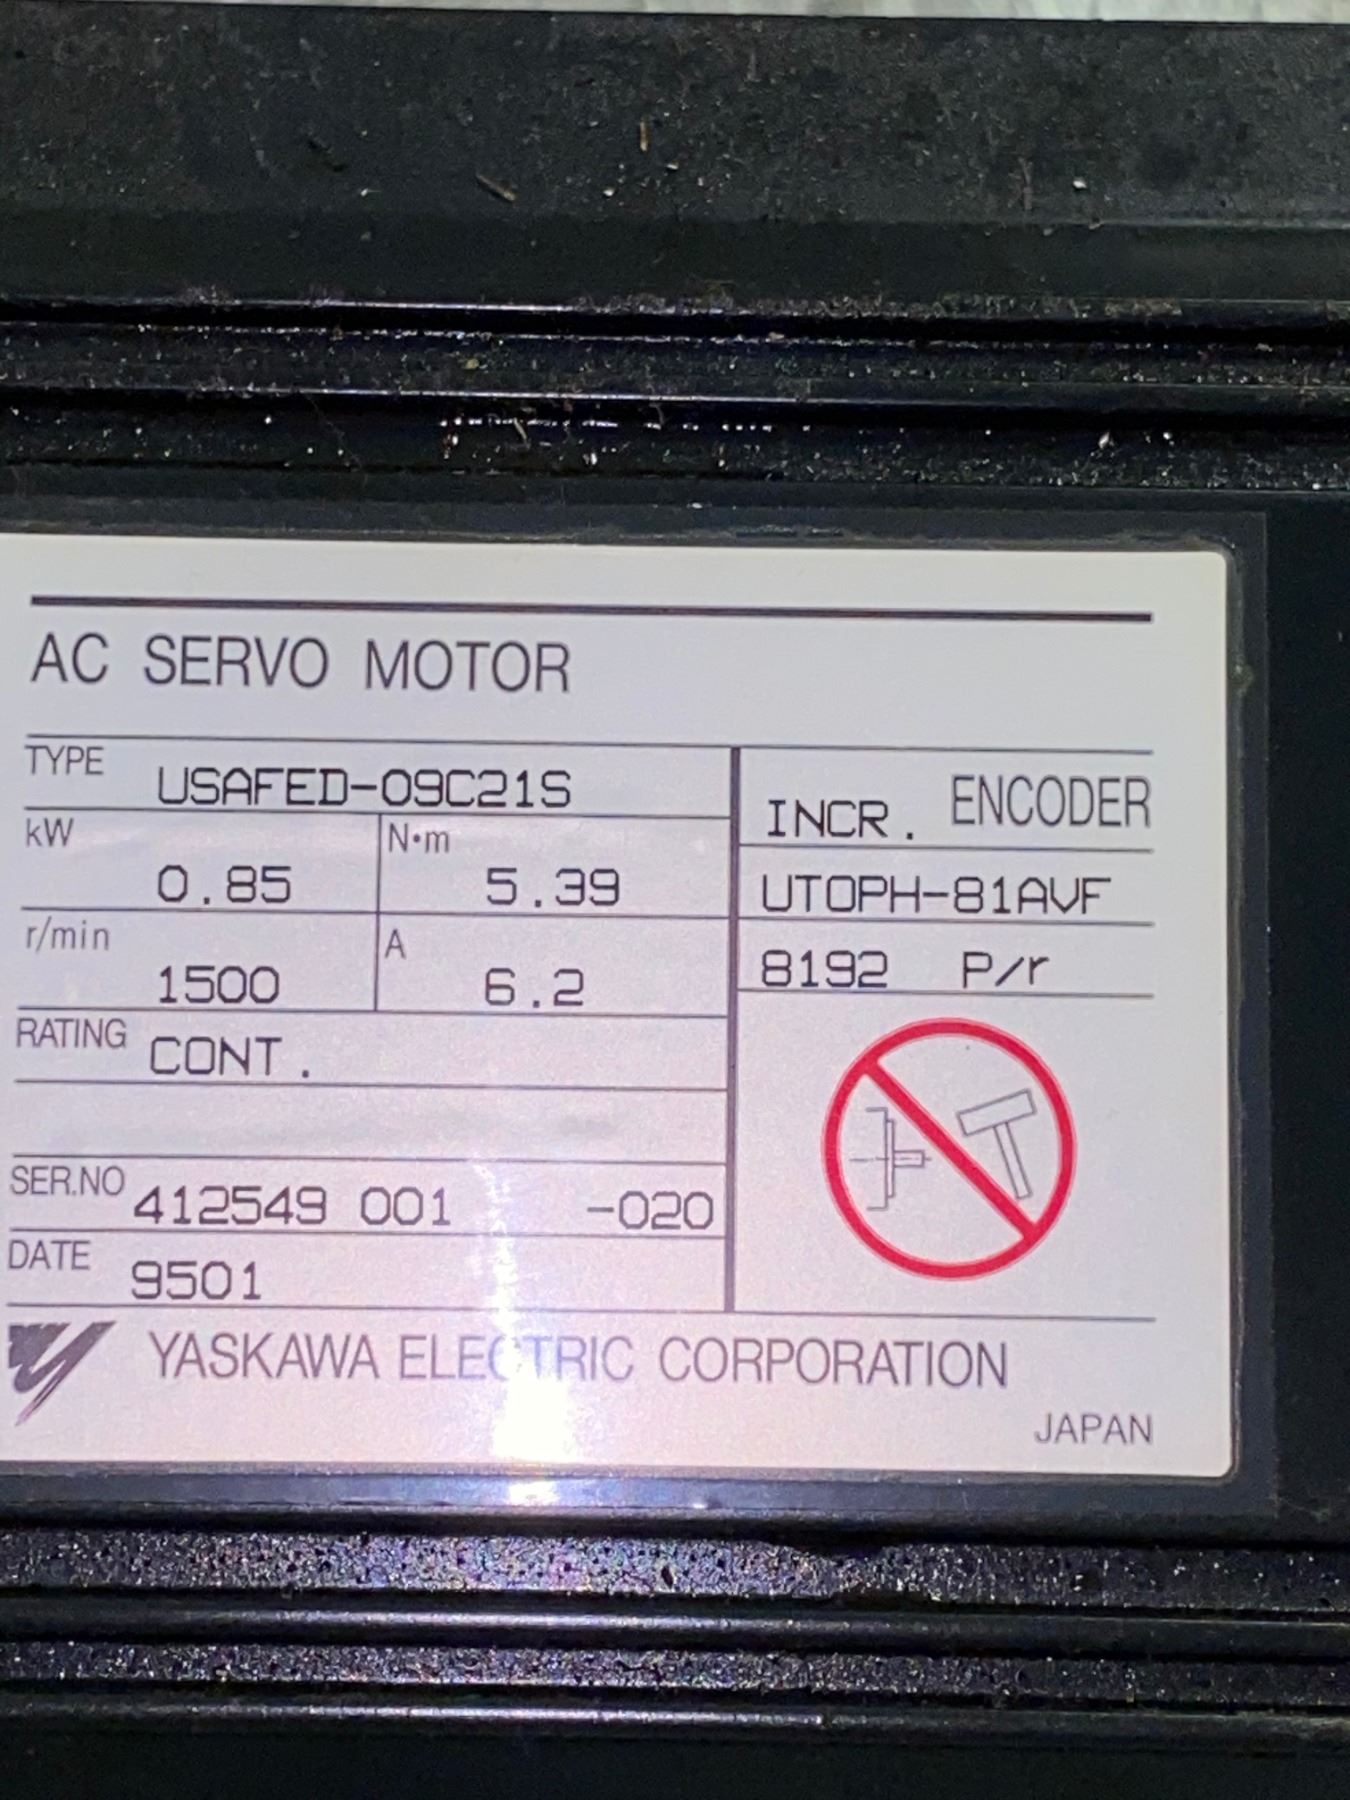 AC SERVO MOTOR
TYPE USAFED-09C21S
kW 0.85 N•m 5.39
r/min 1500 A 6.2
RATING CONT.
SER.NO 412549 001 -020
DATE 9501
INCR. ENCODER
UTOPH-81AVF
8192 P/r
YASKAWA ELECTRIC CORPORATION
JAPAN